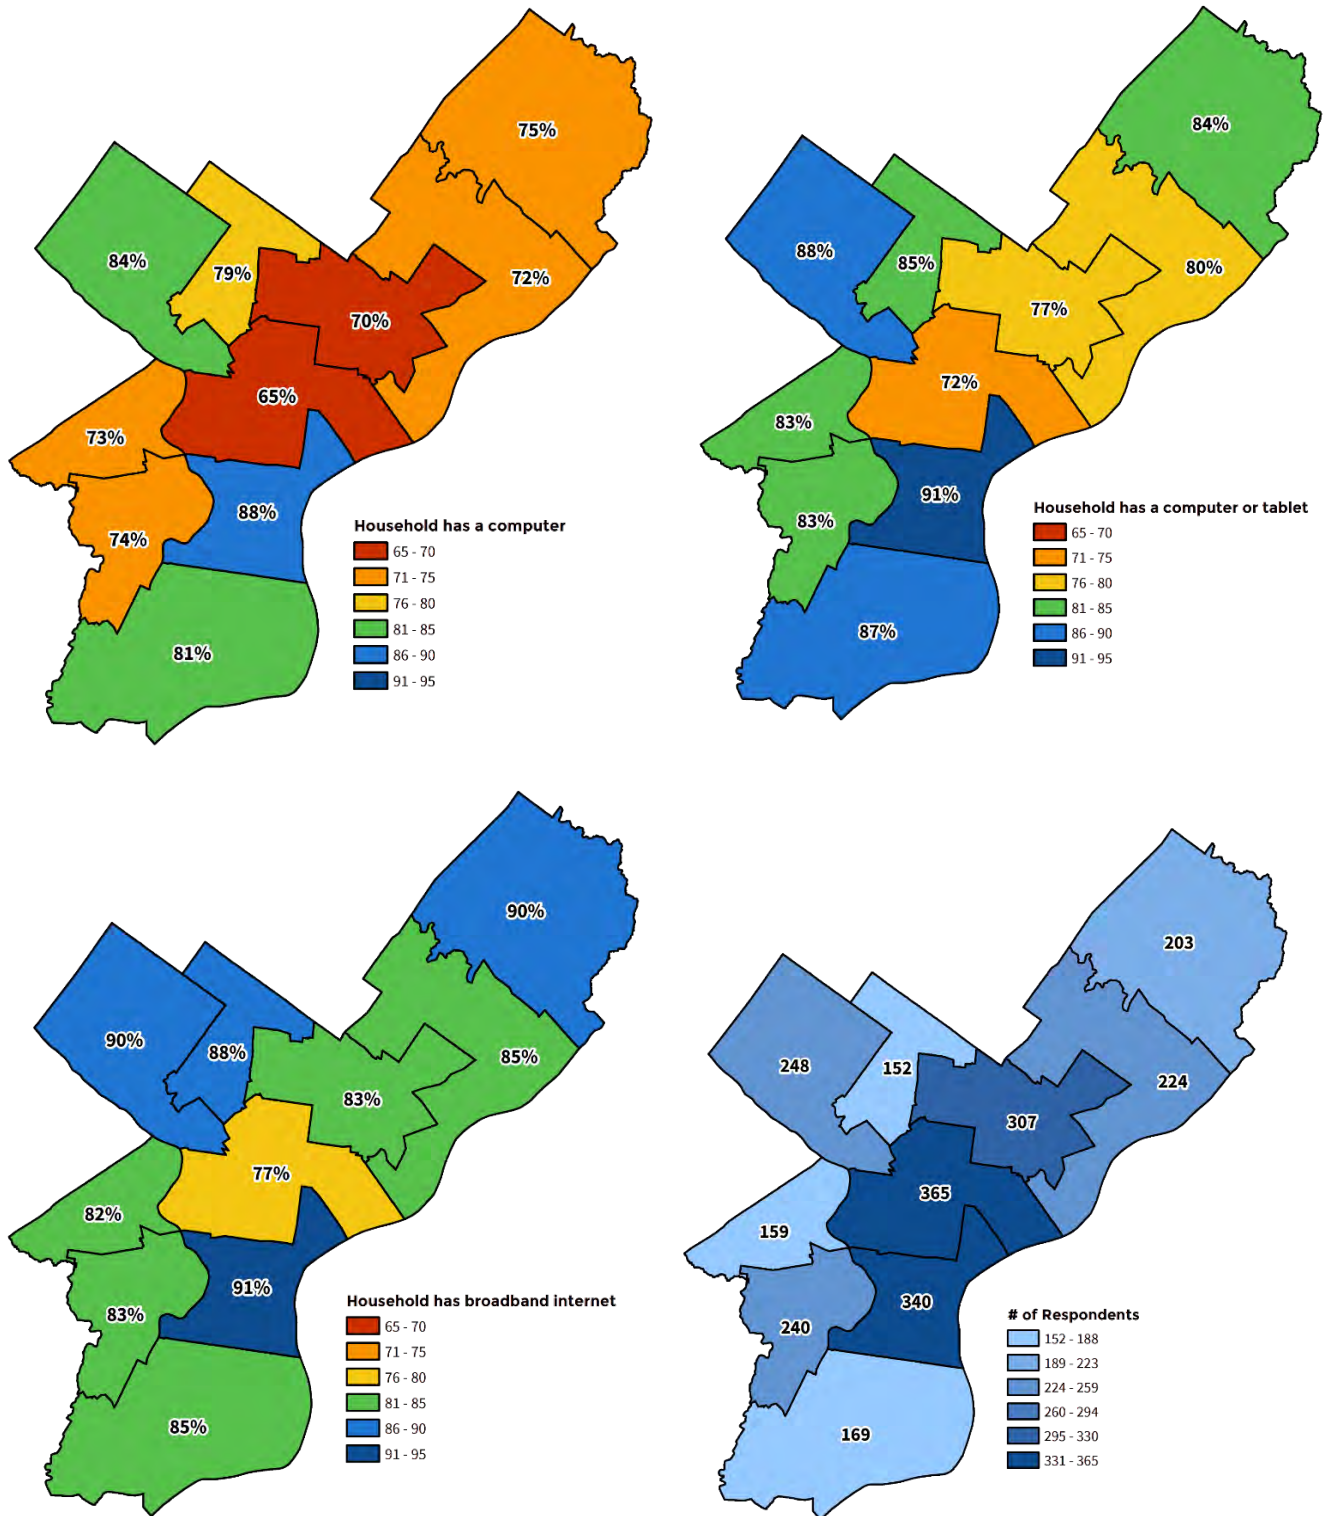 75%
84%
79%
72%
70%
65%
73%
88%
74%
81%
Household has a computer
65 - 70
71 - 75
76 - 80
81 - 85
86 - 90
91 - 95
84%
88%
85%
80%
77%
72%
83%
91%
83%
87%
Household has a computer or tablet
65 - 70
71 - 75
76 - 80
81 - 85
86 - 90
91 - 95
90%
90%
88%
85%
83%
77%
82%
91%
83%
85%
Household has broadband internet
65 - 70
71 - 75
76 - 80
81 - 85
86 - 90
91 - 95
203
248
152
224
307
365
159
340
240
169
# of Respondents
152 - 188
189 - 223
224 - 259
260 - 294
295 - 330
331 - 365